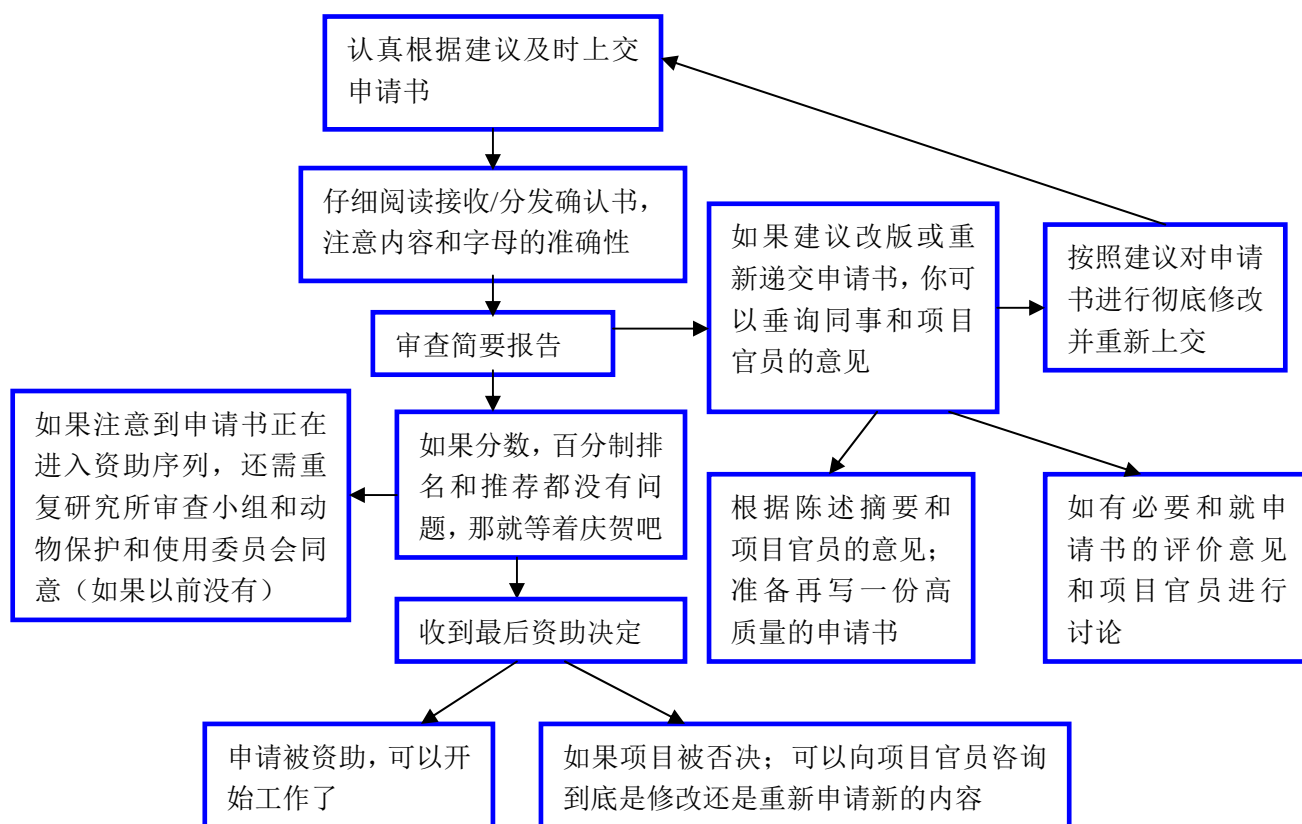 认真根据建议及时上交
申请书
仔细阅读接收/分发确认书，
注意内容和字母的准确性
审查简要报告
如果建议改版或重
新递交申请书，你可
以垂询同事和项目
官员的意见
按照建议对申请
书进行彻底修改
并重新上交
如果注意到申请书正在
进入资助序列，还需重
复研究所审查小组和动
物保护和使用委员会同
意（如果以前没有）
如果分数，百分制排
名和推荐都没有问
题，那就等着庆贺吧
根据陈述摘要和
项目官员的意见；
准备再写一份高
质量的申请书
如有必要和就申
请书的评价意见
和项目官员进行
讨论
收到最后资助决定
申请被资助，可以开
始工作了
如果项目被否决；可以向项目官员咨询
到底是修改还是重新申请新的内容